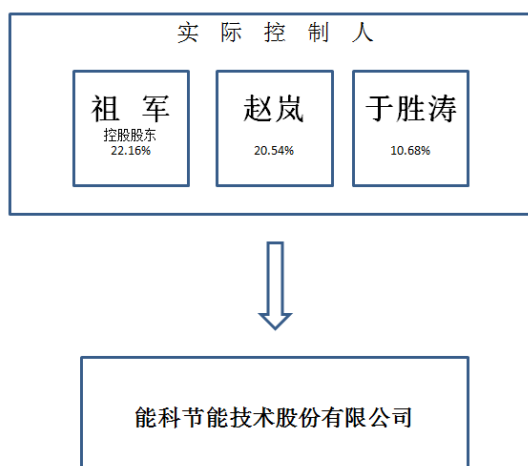 实 际 控 制 人
祖 军
控股股东
22.16%
赵岚
20.54%
于胜涛
10.68%
能科节能技术股份有限公司